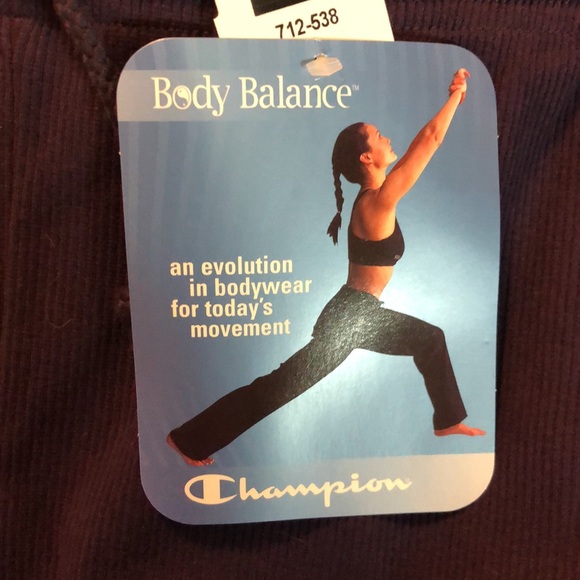 712-538
Body Balance™
an evolution
in bodywear
for today's
movement
Champion